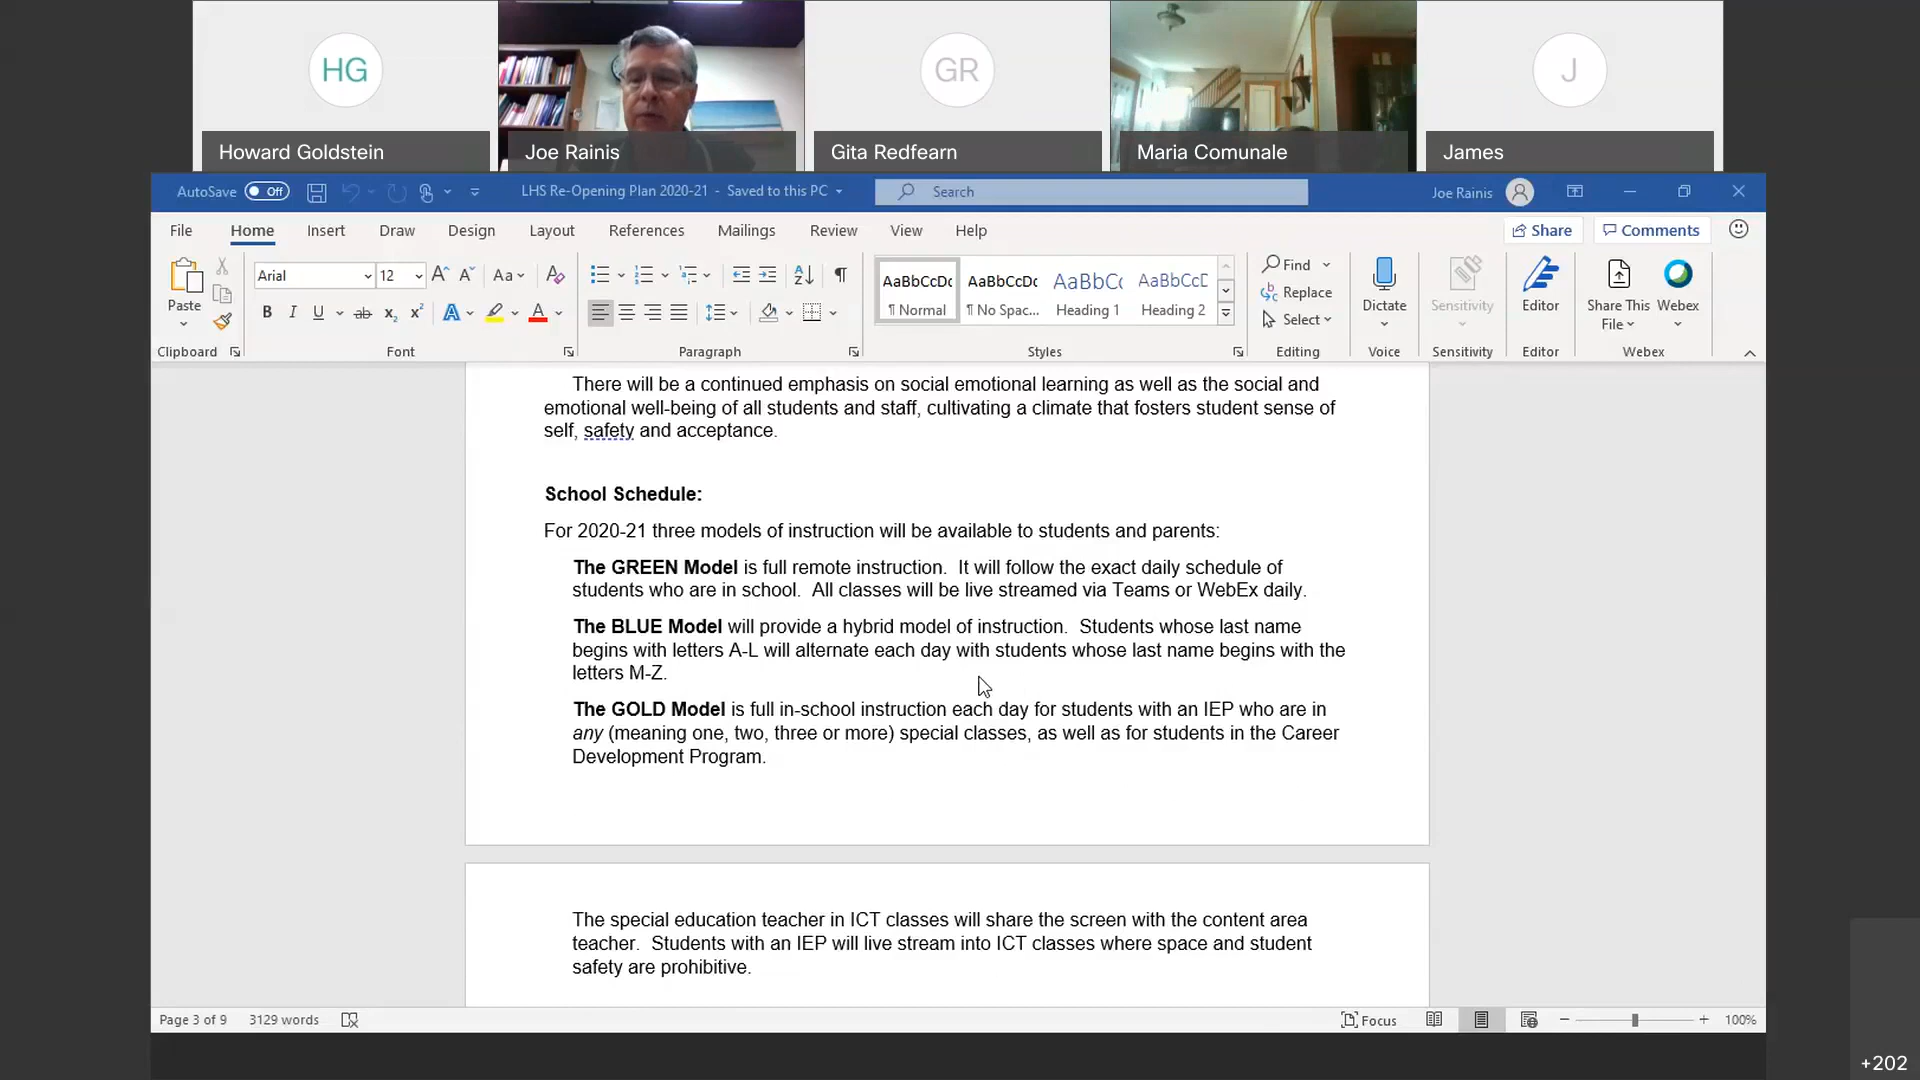 HG
GR
J
Howard Goldstein
Joe Rainis
Gita Redfearn
Maria Comunale
James
AutoSave Off
LHS Re-Opening Plan 2020-21 - Saved to this PC
Search
Joe Rainis
File Home Insert Draw Design Layout References Mailings Review View Help
Share
Comments
Paste
Arial 12
Aa
B I U ab x₂ x² A A
AaBbCcDc AaBbCcDc AaBbCc AaBbCcD
¶ Normal ¶ No Spac... Heading 1 Heading 2
Find
Replace
Select
Dictate
Sensitivity
Editor
Share This File
Webex
Clipboard Font Paragraph Styles Editing Voice Sensitivity Editor Webex
There will be a continued emphasis on social emotional learning as well as the social and
emotional well-being of all students and staff, cultivating a climate that fosters student sense of
self, safety and acceptance.
School Schedule:
For 2020-21 three models of instruction will be available to students and parents:
The GREEN Model is full remote instruction. It will follow the exact daily schedule of
students who are in school. All classes will be live streamed via Teams or WebEx daily.
The BLUE Model will provide a hybrid model of instruction. Students whose last name
begins with letters A-L will alternate each day with students whose last name begins with the
letters M-Z.
The GOLD Model is full in-school instruction each day for students with an IEP who are in
any (meaning one, two, three or more) special classes, as well as for students in the Career
Development Program.
The special education teacher in ICT classes will share the screen with the content area
teacher. Students with an IEP will live stream into ICT classes where space and student
safety are prohibitive.
Page 3 of 9 3129 words
Focus
100%
+202